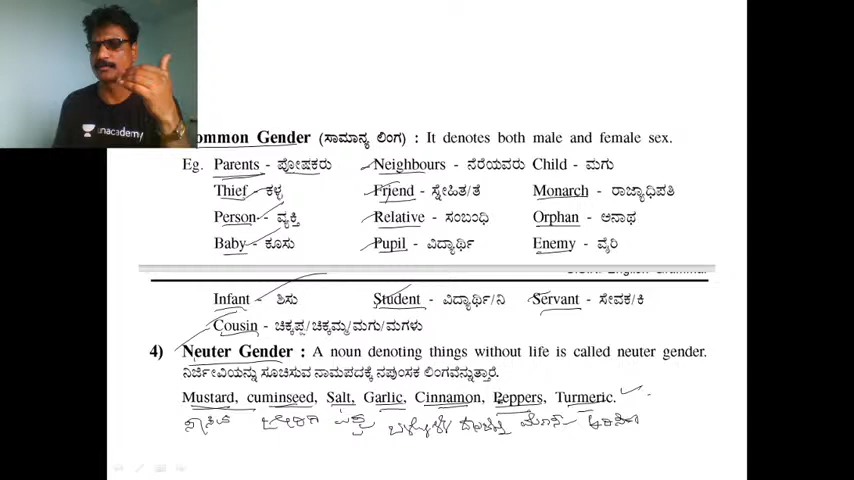 unacademy
ommon Gender (ಸಾಮಾನ್ಯ ಲಿಂಗ) : It denotes both male and female sex.
Eg. Parents - ಪೋಷಕರು Neighbours - ನೆರೆಯವರು Child - ಮಗು
Thief - ಕಳ್ಳ Friend - ಸ್ನೇಹಿತ/ತೆ Monarch - ರಾಜ್ಯಾಧಿಪತಿ
Person - ವ್ಯಕ್ತಿ Relative - ಸಂಬಂಧಿ Orphan - ಅನಾಥ
Baby - ಕೂಸು Pupil - ವಿದ್ಯಾರ್ಥಿ Enemy - ವೈರಿ
English Grammar
Infant - ಶಿಸು Student - ವಿದ್ಯಾರ್ಥಿ/ನಿ Servant - ಸೇವಕ/ಕಿ
Cousin - ಚಿಕ್ಕಪ್ಪ/ಚಿಕ್ಕಮ್ಮ/ಮಗು/ಮಗಳು
4) Neuter Gender : A noun denoting things without life is called neuter gender.
ನಿರ್ಜೀವಿಯನ್ನು ಸೂಚಿಸುವ ನಾಮಪದಕ್ಕೆ ನಪುಂಸಕ ಲಿಂಗವೆನ್ನುತ್ತಾರೆ.
Mustard, cuminseed, Salt, Garlic, Cinnamon, Peppers, Turmeric.